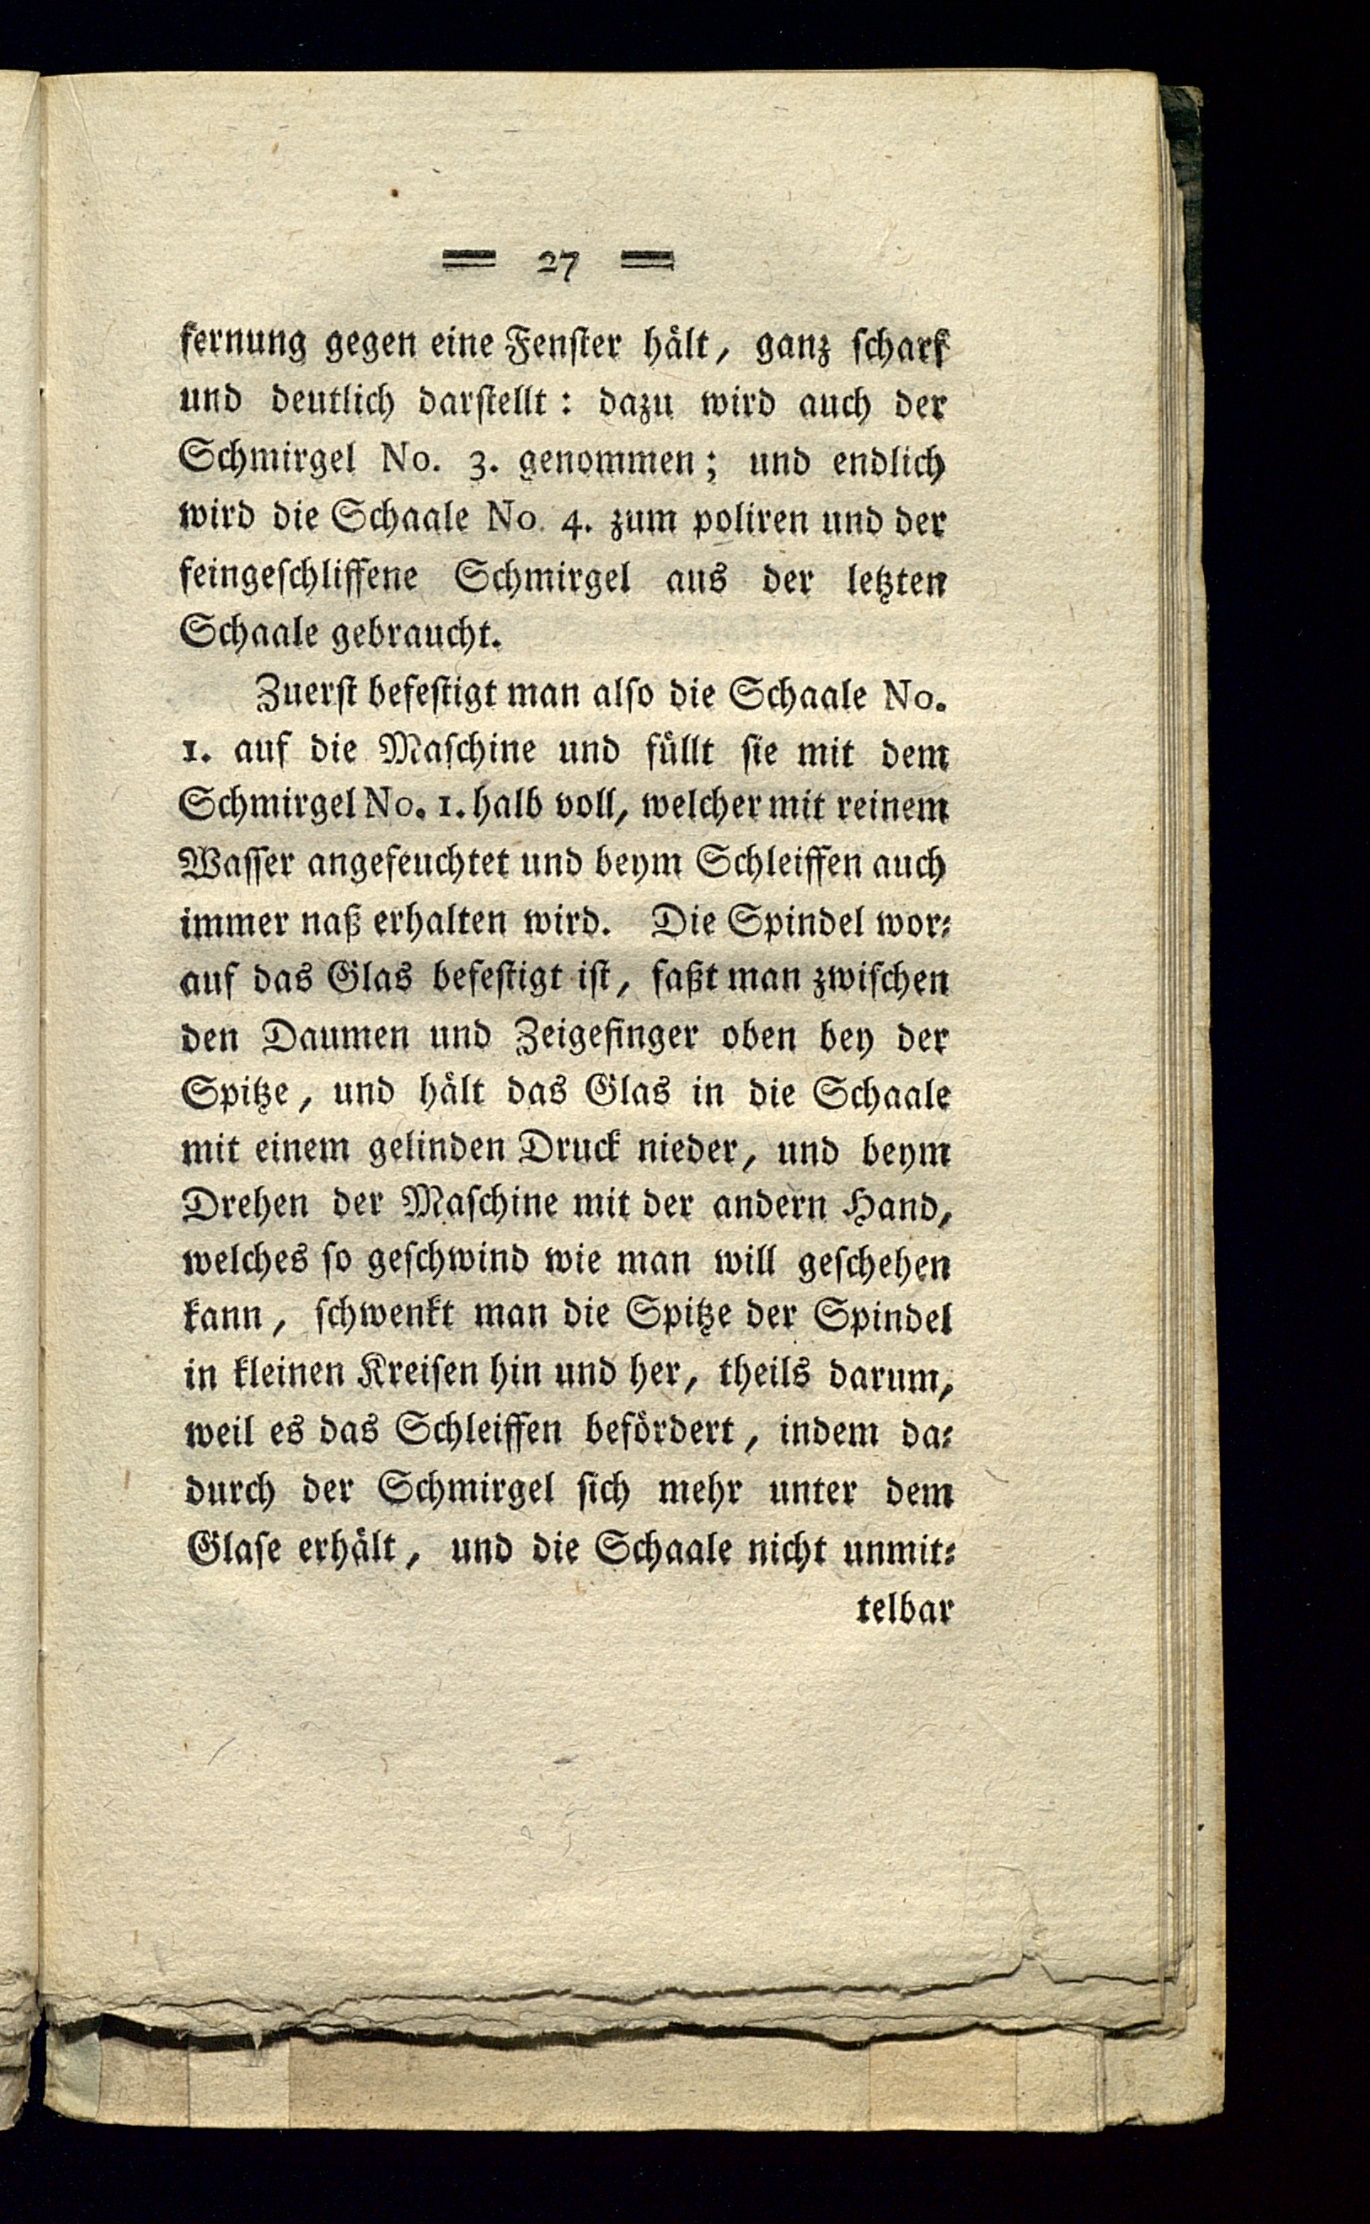 27
fernung gegen eine Fenster hält, ganz scharf
und deutlich darstellt: dazu wird auch der
Schmirgel No. 3. genommen; und endlich
wird die Schaale No. 4. zum poliren und der
feingeschliffene Schmirgel aus der letzten
Schaale gebraucht.
Zuerst befestigt man also die Schaale No.
1. auf die Maschine und füllt sie mit dem
Schmirgel No. 1. halb voll, welcher mit reinem
Wasser angefeuchtet und beym Schleiffen auch
immer naß erhalten wird. Die Spindel wor-
auf das Glas befestigt ist, faßt man zwischen
den Daumen und Zeigefinger oben bey der
Spitze, und hält das Glas in die Schaale
mit einem gelinden Druck nieder, und beym
Drehen der Maschine mit der andern Hand,
welches so geschwind wie man will geschehen
kann, schwenkt man die Spitze der Spindel
in kleinen Kreisen hin und her, theils darum,
weil es das Schleiffen befördert, indem da-
durch der Schmirgel sich mehr unter dem
Glase erhält, und die Schaale nicht unmit-
telbar